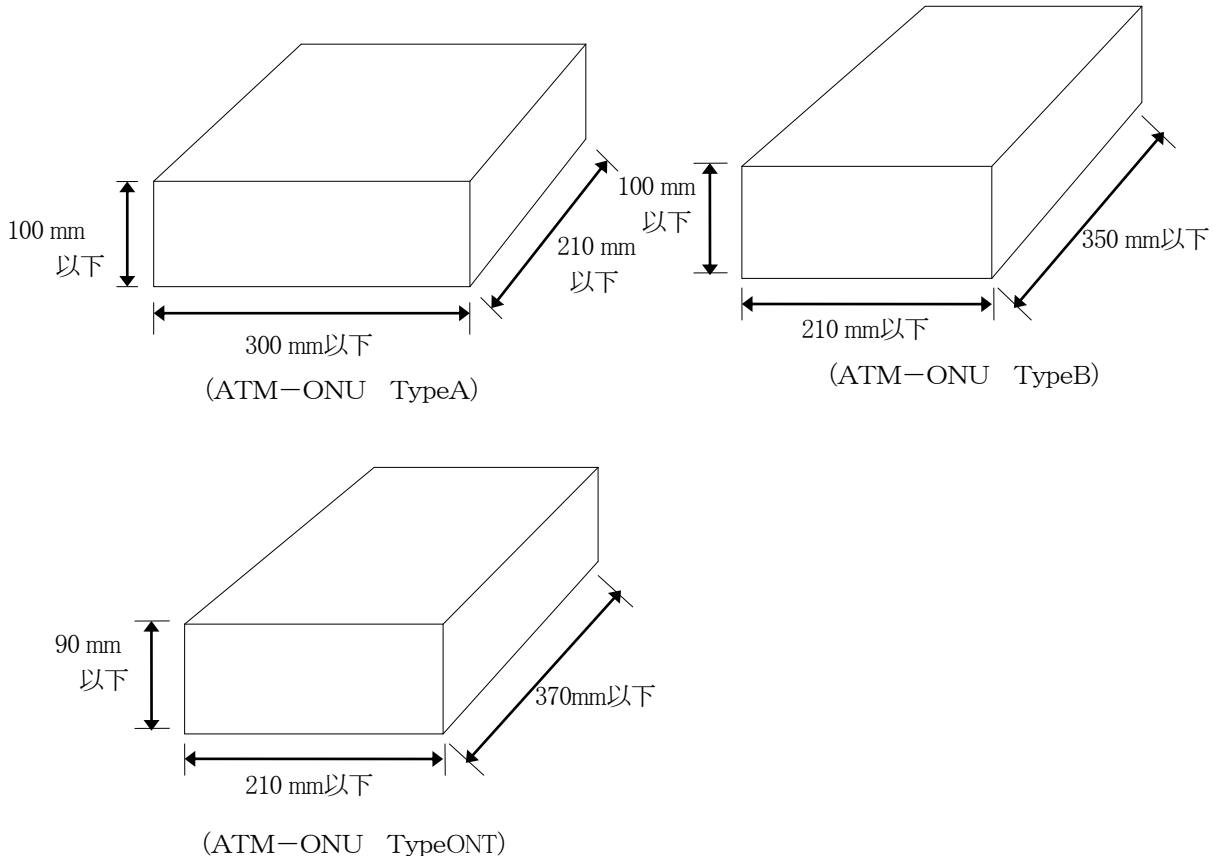 100 mm
以下
210 mm
以下
300 mm以下
(ATM－ONU　TypeA)
100 mm
以下
350 mm以下
210 mm以下
(ATM－ONU　TypeB)
90 mm
以下
370mm以下
210 mm以下
(ATM－ONU　TypeONT)